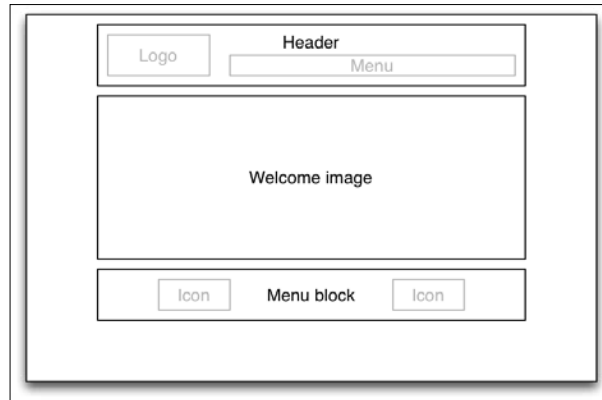 Header
Logo
Menu
Welcome image
Icon Menu block Icon